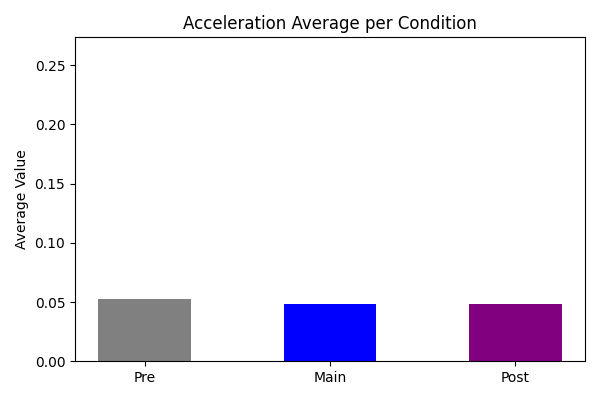 Acceleration Average per Condition
Average Value
0.25
0.20
0.15
0.10
0.05
0.00
Pre
Main
Post